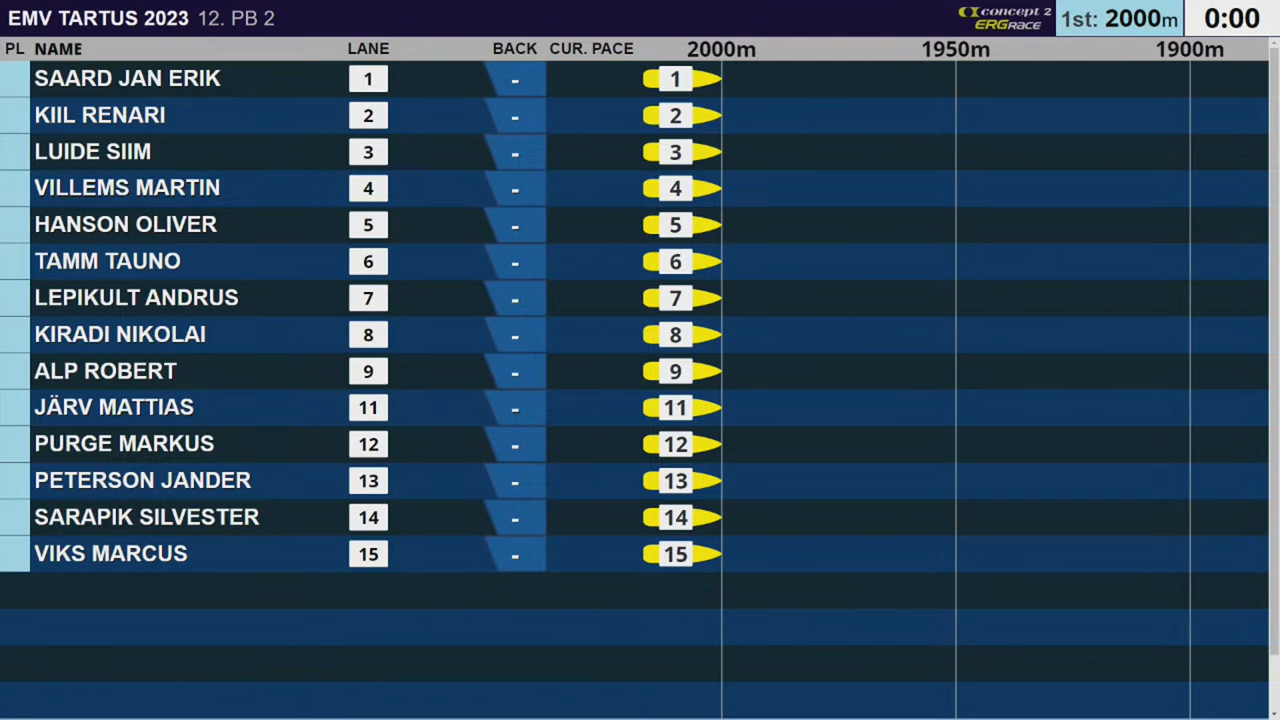 EMV TARTUS 2023 12. PB 2 concept 2 ERGRACE 1st: 2000m 0:00
PL NAME LANE BACK CUR. PACE 2000m 1950m 1900m
SAARD JAN ERIK 1 - 1
KIIL RENARI 2 - 2
LUIDE SIIM 3 - 3
VILLEMS MARTIN 4 - 4
HANSON OLIVER 5 - 5
TAMM TAUNO 6 - 6
LEPIKULT ANDRUS 7 - 7
KIRADI NIKOLAI 8 - 8
ALP ROBERT 9 - 9
JÄRV MATTIAS 11 - 11
PURGE MARKUS 12 - 12
PETERSON JANDER 13 - 13
SARAPIK SILVESTER 14 - 14
VIKS MARCUS 15 - 15